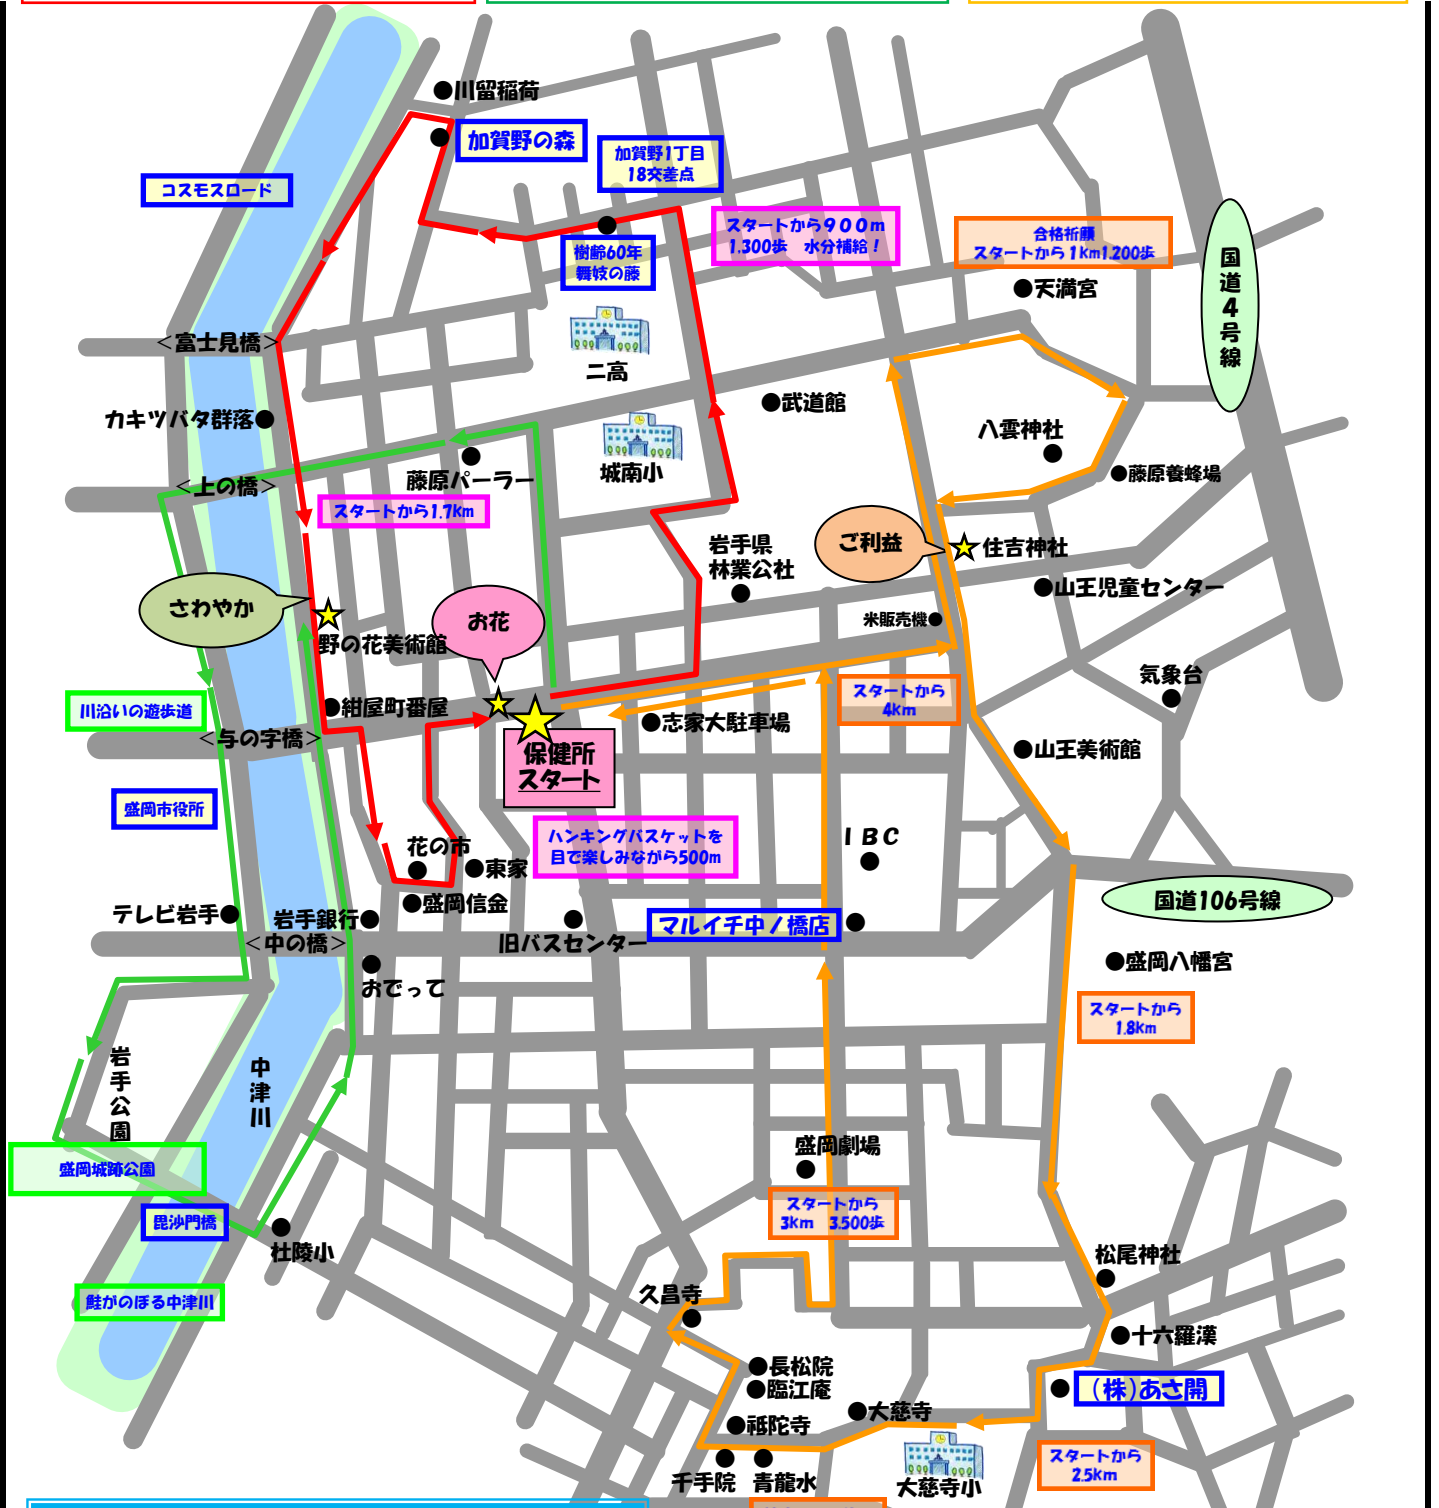 川留稲荷
加賀野の森
加賀野1丁目
18交差点
コスモスロード
スタートから900m
1.300歩 水分補給！
合格祈願
スタートから1km1.200歩
樹齢60年
舞妓の藤
国道4号線
天満宮
＜富士見橋＞
二高
武道館
カキツバタ群落
八雲神社
城南小
藤原パーラー
藤原養蜂場
＜上の橋＞
スタートから1.7km
ご利益
岩手県
林業公社
住吉神社
山王児童センター
さわやか
お花
米販売機
野の花美術館
気象台
スタートから
4km
川沿いの遊歩道
紺屋町番屋
志家大駐車場
＜与の字橋＞
山王美術館
保健所
スタート
盛岡市役所
ハンキングバスケットを
目で楽しみながら500m
IBC
花の市
東家
国道106号線
盛岡信金
テレビ岩手
岩手銀行
マルイチ中ノ橋店
旧バスセンター
＜中の橋＞
盛岡八幡宮
おでって
スタートから
1.8km
岩手公園
中津川
盛岡劇場
盛岡城跡公園
スタートから
3km 3.500歩
毘沙門橋
杜陵小
松尾神社
鮭がのぼる中津川
久昌寺
十六羅漢
長松院
臨江庵
(株)あさ開
大慈寺
祗陀寺
スタートから
2.5km
千手院
青龍水
大慈寺小